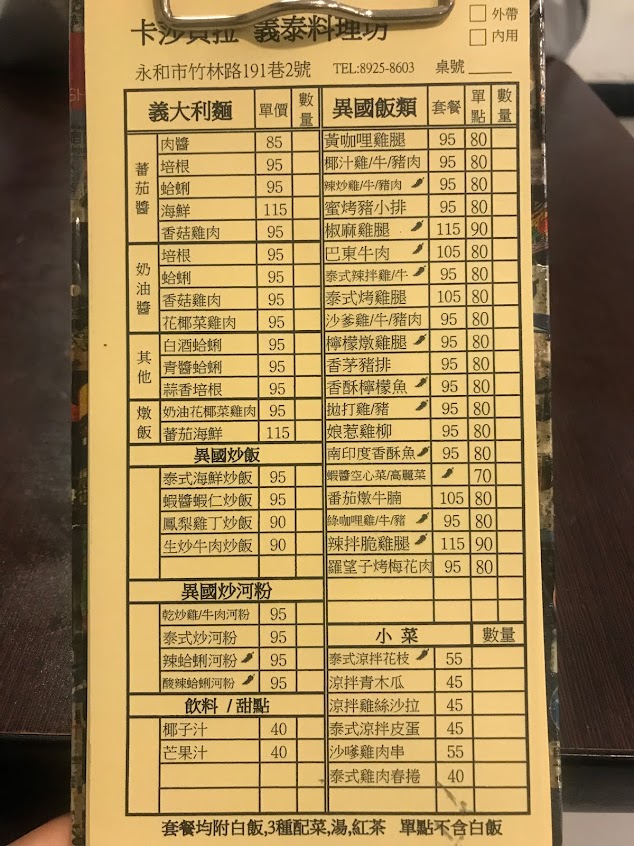 卡莎貝拉 義泰料理坊
外帶
內用
永和市竹林路191巷2號 TEL:8925-8603 桌號
義大利麵 單價 數量
蕃茄醬
肉醬 85
培根 95
蛤蜊 95
海鮮 115
香菇雞肉 95
奶油醬
培根 95
蛤蜊 95
香菇雞肉 95
花椰菜雞肉 95
其他
白酒蛤蜊 95
青醬蛤蜊 95
蒜香培根 95
燉飯
奶油花椰菜雞肉 95
蕃茄海鮮 115
異國炒飯
泰式海鮮炒飯 95
蝦醬蝦仁炒飯 95
鳳梨雞丁炒飯 90
生炒牛肉炒飯 90
異國炒河粉
乾炒雞/牛肉河粉 95
泰式炒河粉 95
辣蛤蜊河粉 95
酸辣蛤蜊河粉 95
飲料 /甜點
椰子汁 40
芒果汁 40
異國飯類 套餐 單點 數量
黃咖哩雞腿 95 80
椰汁雞/牛/豬肉 95 80
辣炒雞/牛/豬肉 95 80
蜜烤豬小排 95 80
椒麻雞腿 115 90
巴東牛肉 105 80
泰式辣拌雞/牛 95 80
泰式烤雞腿 105 80
沙爹雞/牛/豬肉 95 80
檸檬燉雞腿 95 80
香茅豬排 95 80
香酥檸檬魚 95 80
拋打雞/豬 95 80
娘惹雞柳 95 80
南印度香酥魚 95 80
蝦醬空心菜/高麗菜 70
番茄燉牛腩 105 80
綠咖哩雞/牛/豬 95 80
辣拌脆雞腿 115 90
羅望子烤梅花肉 95 80
小 菜 數量
泰式涼拌花枝 55
涼拌青木瓜 45
涼拌雞絲沙拉 45
泰式涼拌皮蛋 45
沙嗲雞肉串 55
泰式雞肉春捲 40
套餐均附白飯,3種配菜,湯,紅茶 單點不含白飯